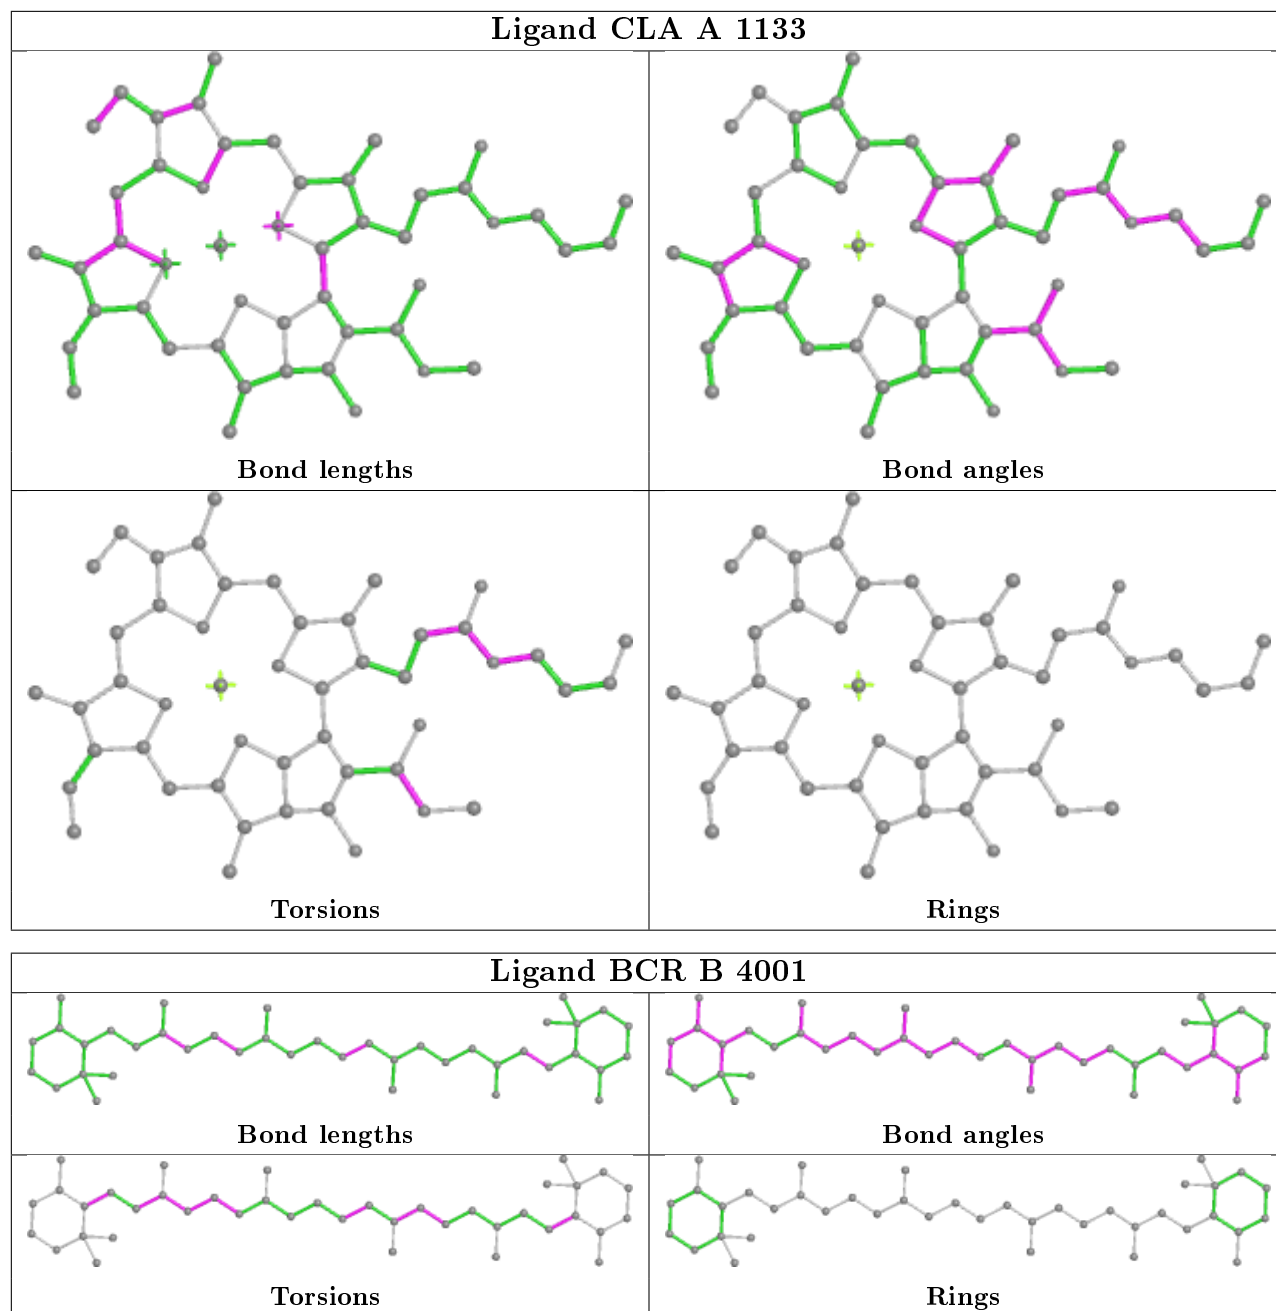 Ligand CLA A 1133
Bond lengths
Bond angles
Torsions
Rings
Ligand BCR B 4001
Bond lengths
Bond angles
Torsions
Rings